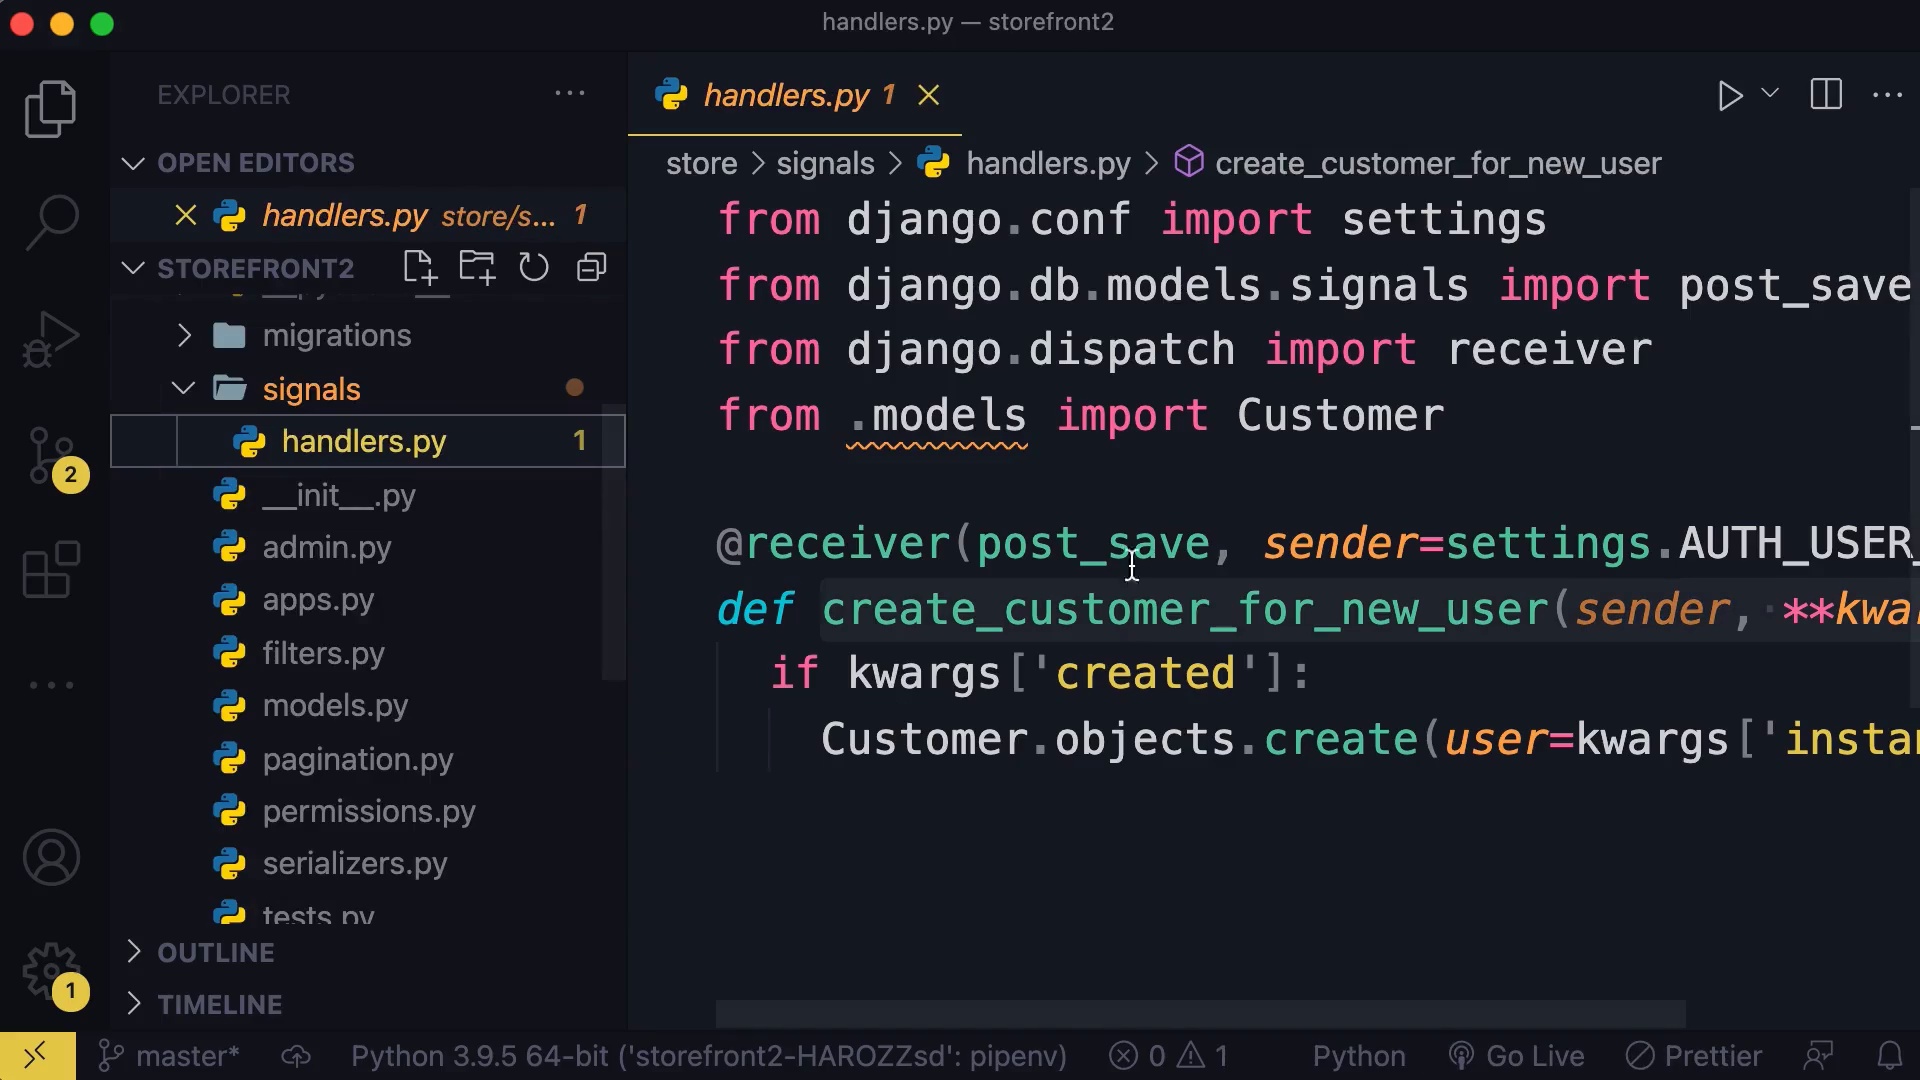 handlers.py — storefront2
EXPLORER
OPEN EDITORS
handlers.py store/s... 1
STOREFRONT2
migrations
signals
handlers.py 1
__init__.py
admin.py
apps.py
filters.py
models.py
pagination.py
permissions.py
serializers.py
tests.py
OUTLINE
TIMELINE
2
1
handlers.py 1
store > signals > handlers.py > create_customer_for_new_user
from django.conf import settings
from django.db.models.signals import post_save
from django.dispatch import receiver
from .models import Customer
@receiver(post_save, sender=settings.AUTH_USER_
def create_customer_for_new_user(sender, **kwar
if kwargs['created']:
Customer.objects.create(user=kwargs['instan
master* Python 3.9.5 64-bit ('storefront2-HAROZZsd': pipenv) 0 1 Python Go Live Prettier